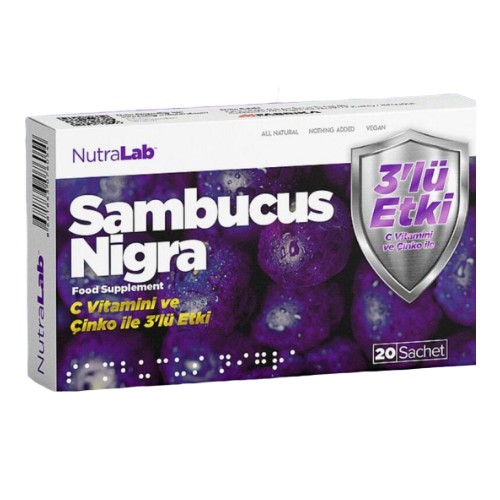 ALL NATURAL NOTHING ADDED VEGAN
NutraLab
Sambucus
Nigra
Food Supplement
C Vitamini ve
Çinko ile 3'lü Etki
3'lü
Etki
C Vitamini
ve Çinko ile
20 Sachet
NutraLab